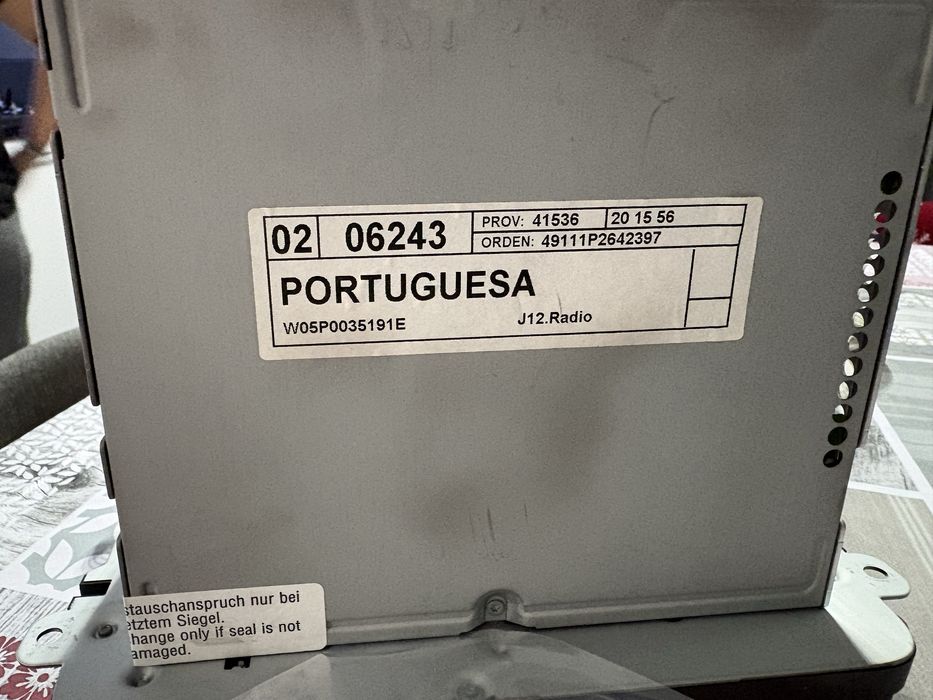 02 06243 PROV: 41536 20 15 56
ORDEN: 49111P2642397
PORTUGUESA
W05P0035191E J12.Radio
stauschanspruch nur bei
etztem Siegel.
hange only if seal is not
amaged.